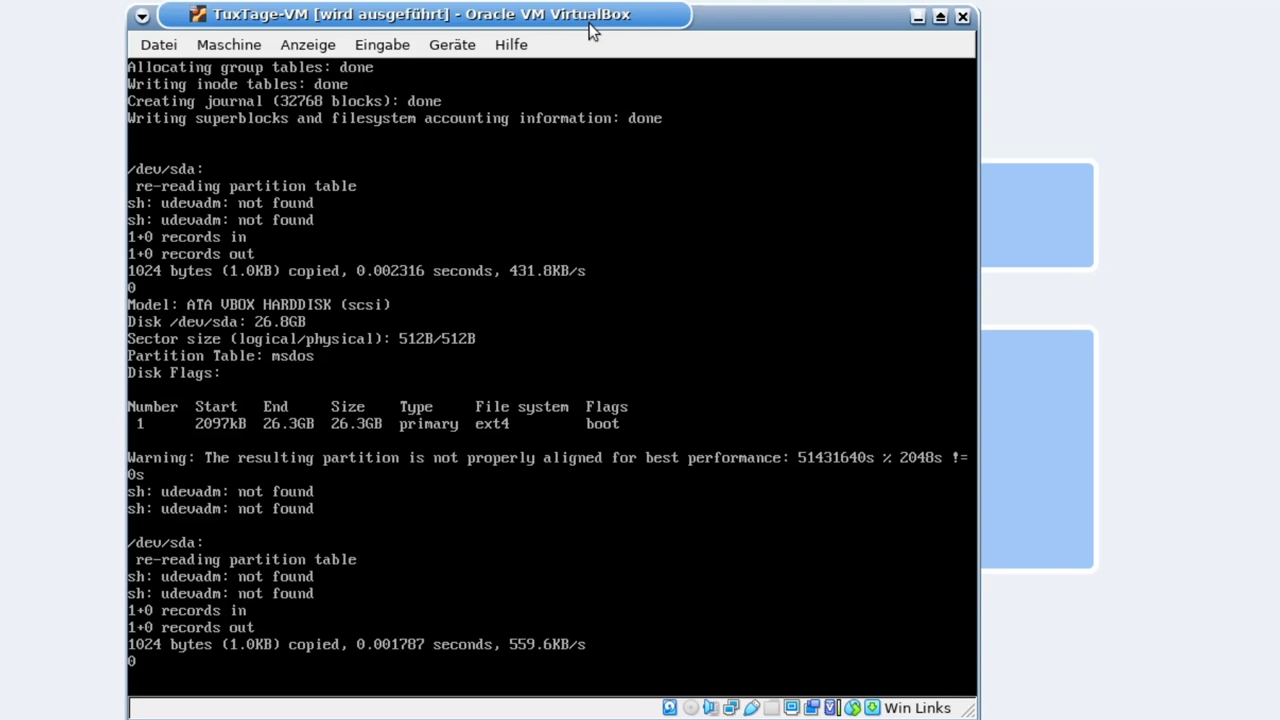 TuxTage-VM [wird ausgeführt] - Oracle VM VirtualBox
Datei Maschine Anzeige Eingabe Geräte Hilfe
Allocating group tables: done
Writing inode tables: done
Creating journal (32768 blocks): done
Writing superblocks and filesystem accounting information: done
/dev/sda:
re-reading partition table
sh: udevadm: not found
sh: udevadm: not found
1+0 records in
1+0 records out
1024 bytes (1.0KB) copied, 0.002316 seconds, 431.8KB/s
0
Model: ATA VBOX HARDDISK (scsi)
Disk /dev/sda: 26.8GB
Sector size (logical/physical): 512B/512B
Partition Table: msdos
Disk Flags:
Number Start End Size Type File system Flags
1 2097kB 26.3GB 26.3GB primary ext4 boot
Warning: The resulting partition is not properly aligned for best performance: 51431640s % 2048s !=
0s
sh: udevadm: not found
sh: udevadm: not found
/dev/sda:
re-reading partition table
sh: udevadm: not found
sh: udevadm: not found
1+0 records in
1+0 records out
1024 bytes (1.0KB) copied, 0.001787 seconds, 559.6KB/s
0
Win Links